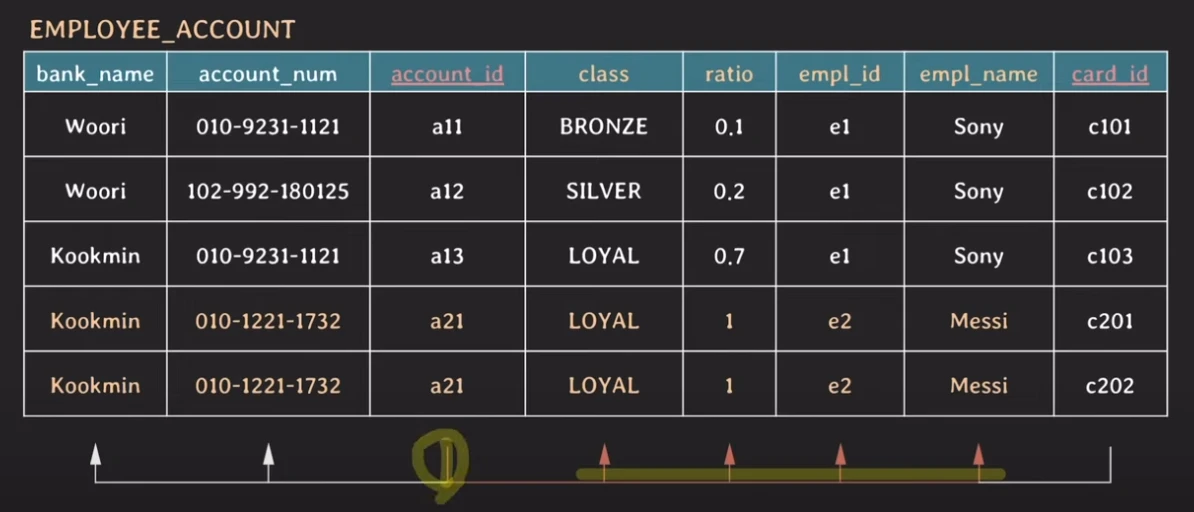 EMPLOYEE_ACCOUNT
bank_name account_num account_id class ratio empl_id empl_name card_id
Woori 010-9231-1121 a11 BRONZE 0.1 e1 Sony c101
Woori 102-992-180125 a12 SILVER 0.2 e1 Sony c102
Kookmin 010-9231-1121 a13 LOYAL 0.7 e1 Sony c103
Kookmin 010-1221-1732 a21 LOYAL 1 e2 Messi c201
Kookmin 010-1221-1732 a21 LOYAL 1 e2 Messi c202